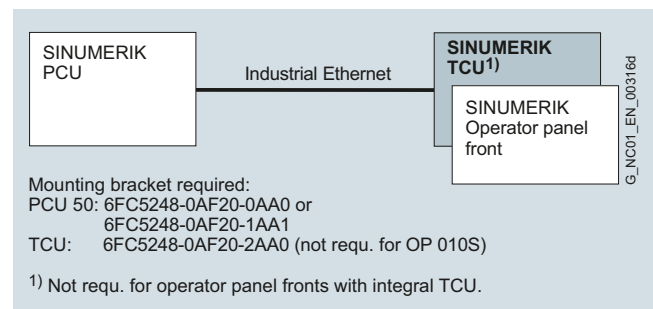 SINUMERIK
PCU
Industrial Ethernet
SINUMERIK
TCU1)
SINUMERIK
Operator panel
front
G_NC01_EN_00316d
Mounting bracket required:
PCU 50: 6FC5248-0AF20-0AA0 or
6FC5248-0AF20-1AA1
TCU: 6FC5248-0AF20-2AA0 (not requ. for OP 010S)
1) Not requ. for operator panel fronts with integral TCU.